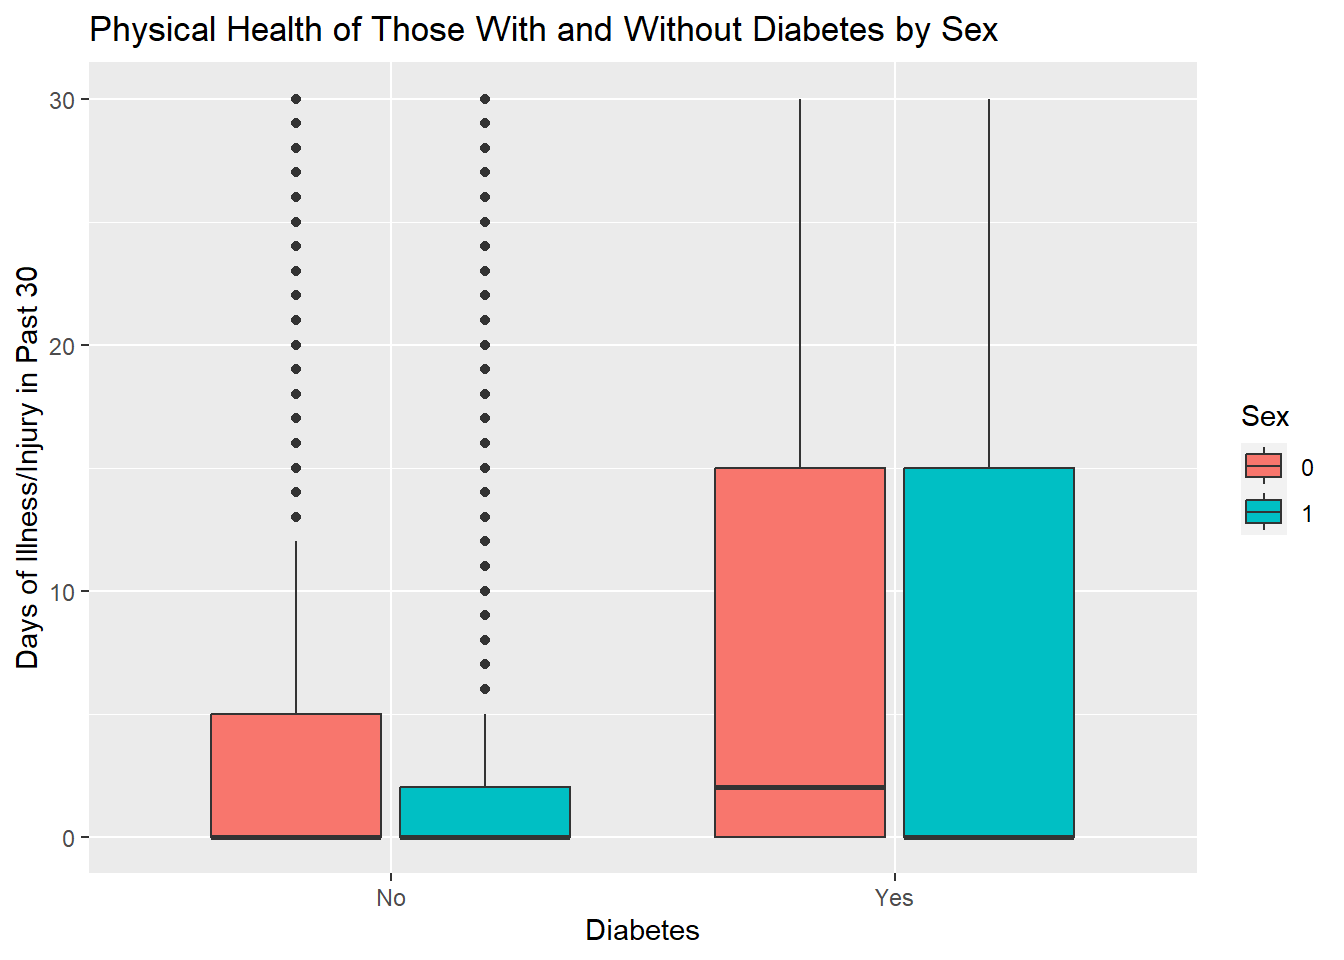 Physical Health of Those With and Without Diabetes by Sex
Days of Illness/Injury in Past 30
30
20
10
0
No
Yes
Diabetes
Sex
0
1